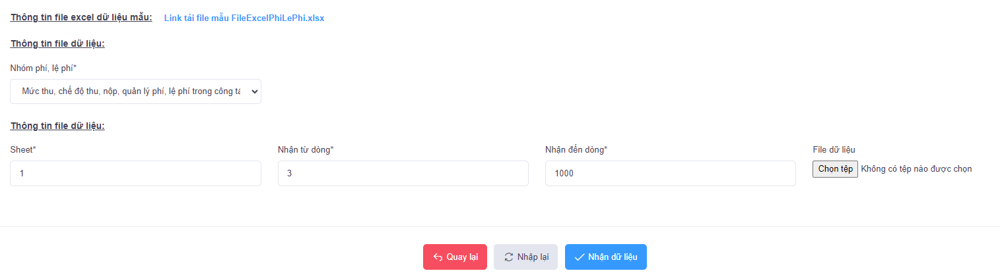 Thông tin file excel dữ liệu mẫu: Link tải file mẫu FileExcelPhiLePhi.xlsx
Thông tin file dữ liệu:
Nhóm phí, lệ phí*
Mức thu, chế độ thu, nộp, quản lý phí, lệ phí trong công tá
Thông tin file dữ liệu:
Sheet* Nhận từ dòng* Nhận đến dòng* File dữ liệu
1 3 1000 Chọn tệp Không có tệp nào được chọn
Quay lại Nhập lại Nhận dữ liệu